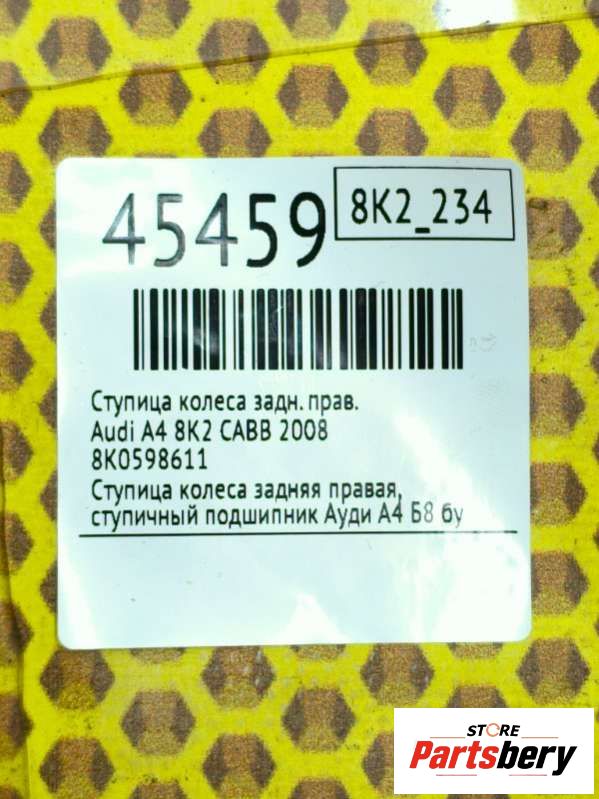 45459
8K2_234
Ступица колеса задн. прав.
Audi A4 8K2 CABB 2008
8K0598611
Ступица колеса задняя правая,
ступичный подшипник Ауди А4 Б8 бу
STORE
Partsbery